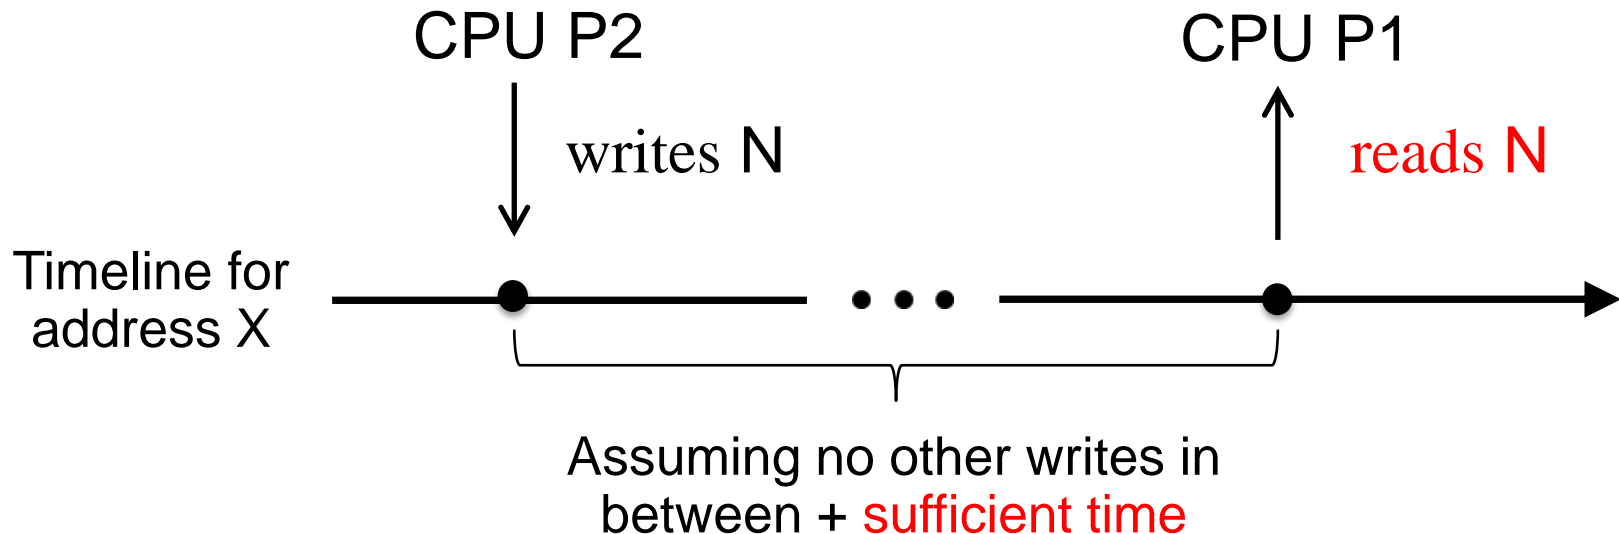 CPU P2
CPU P1
writes N
reads N
Timeline for
address X
Assuming no other writes in
between + sufficient time